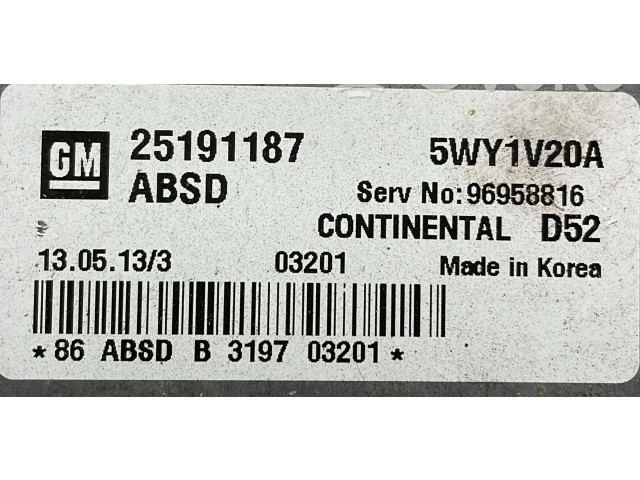 GM 25191187 5WY1V20A
ABSD Serv No:96958816
CONTINENTAL D52
13.05.13/3 03201 Made in Korea
*86 ABSD B 3197 03201*